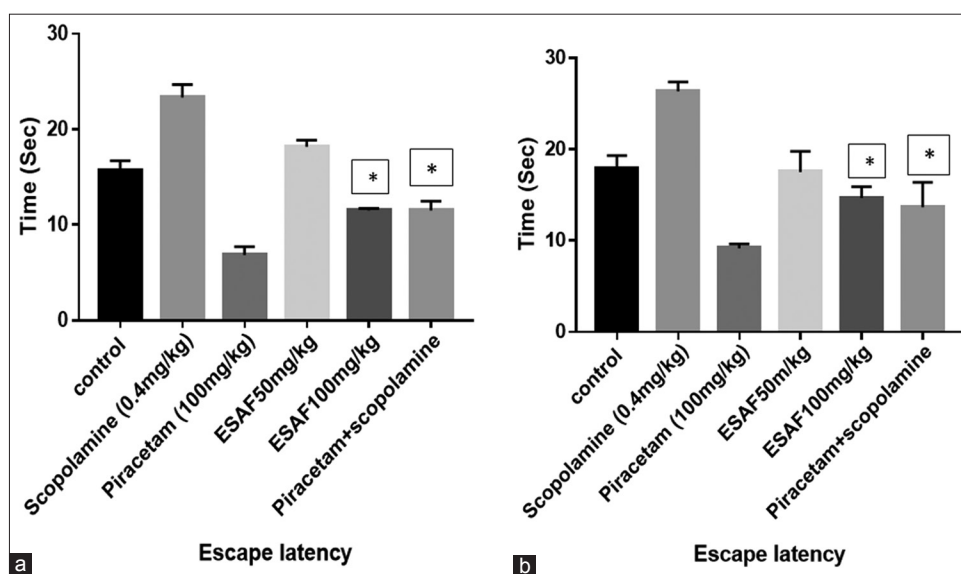 Time (Sec)
30
20
10
0
*
*
control
Scopolamine (0.4mg/kg)
Piracetam (100mg/kg)
ESAF50mg/kg
ESAF100mg/kg
Piracetam+scopolamine
Escape latency
a
Time (Sec)
30
20
10
0
*
*
control
Scopolamine (0.4mg/kg)
Piracetam (100mg/kg)
ESAF50m/kg
ESAF100mg/kg
Piracetam+scopolamine
Escape latency
b